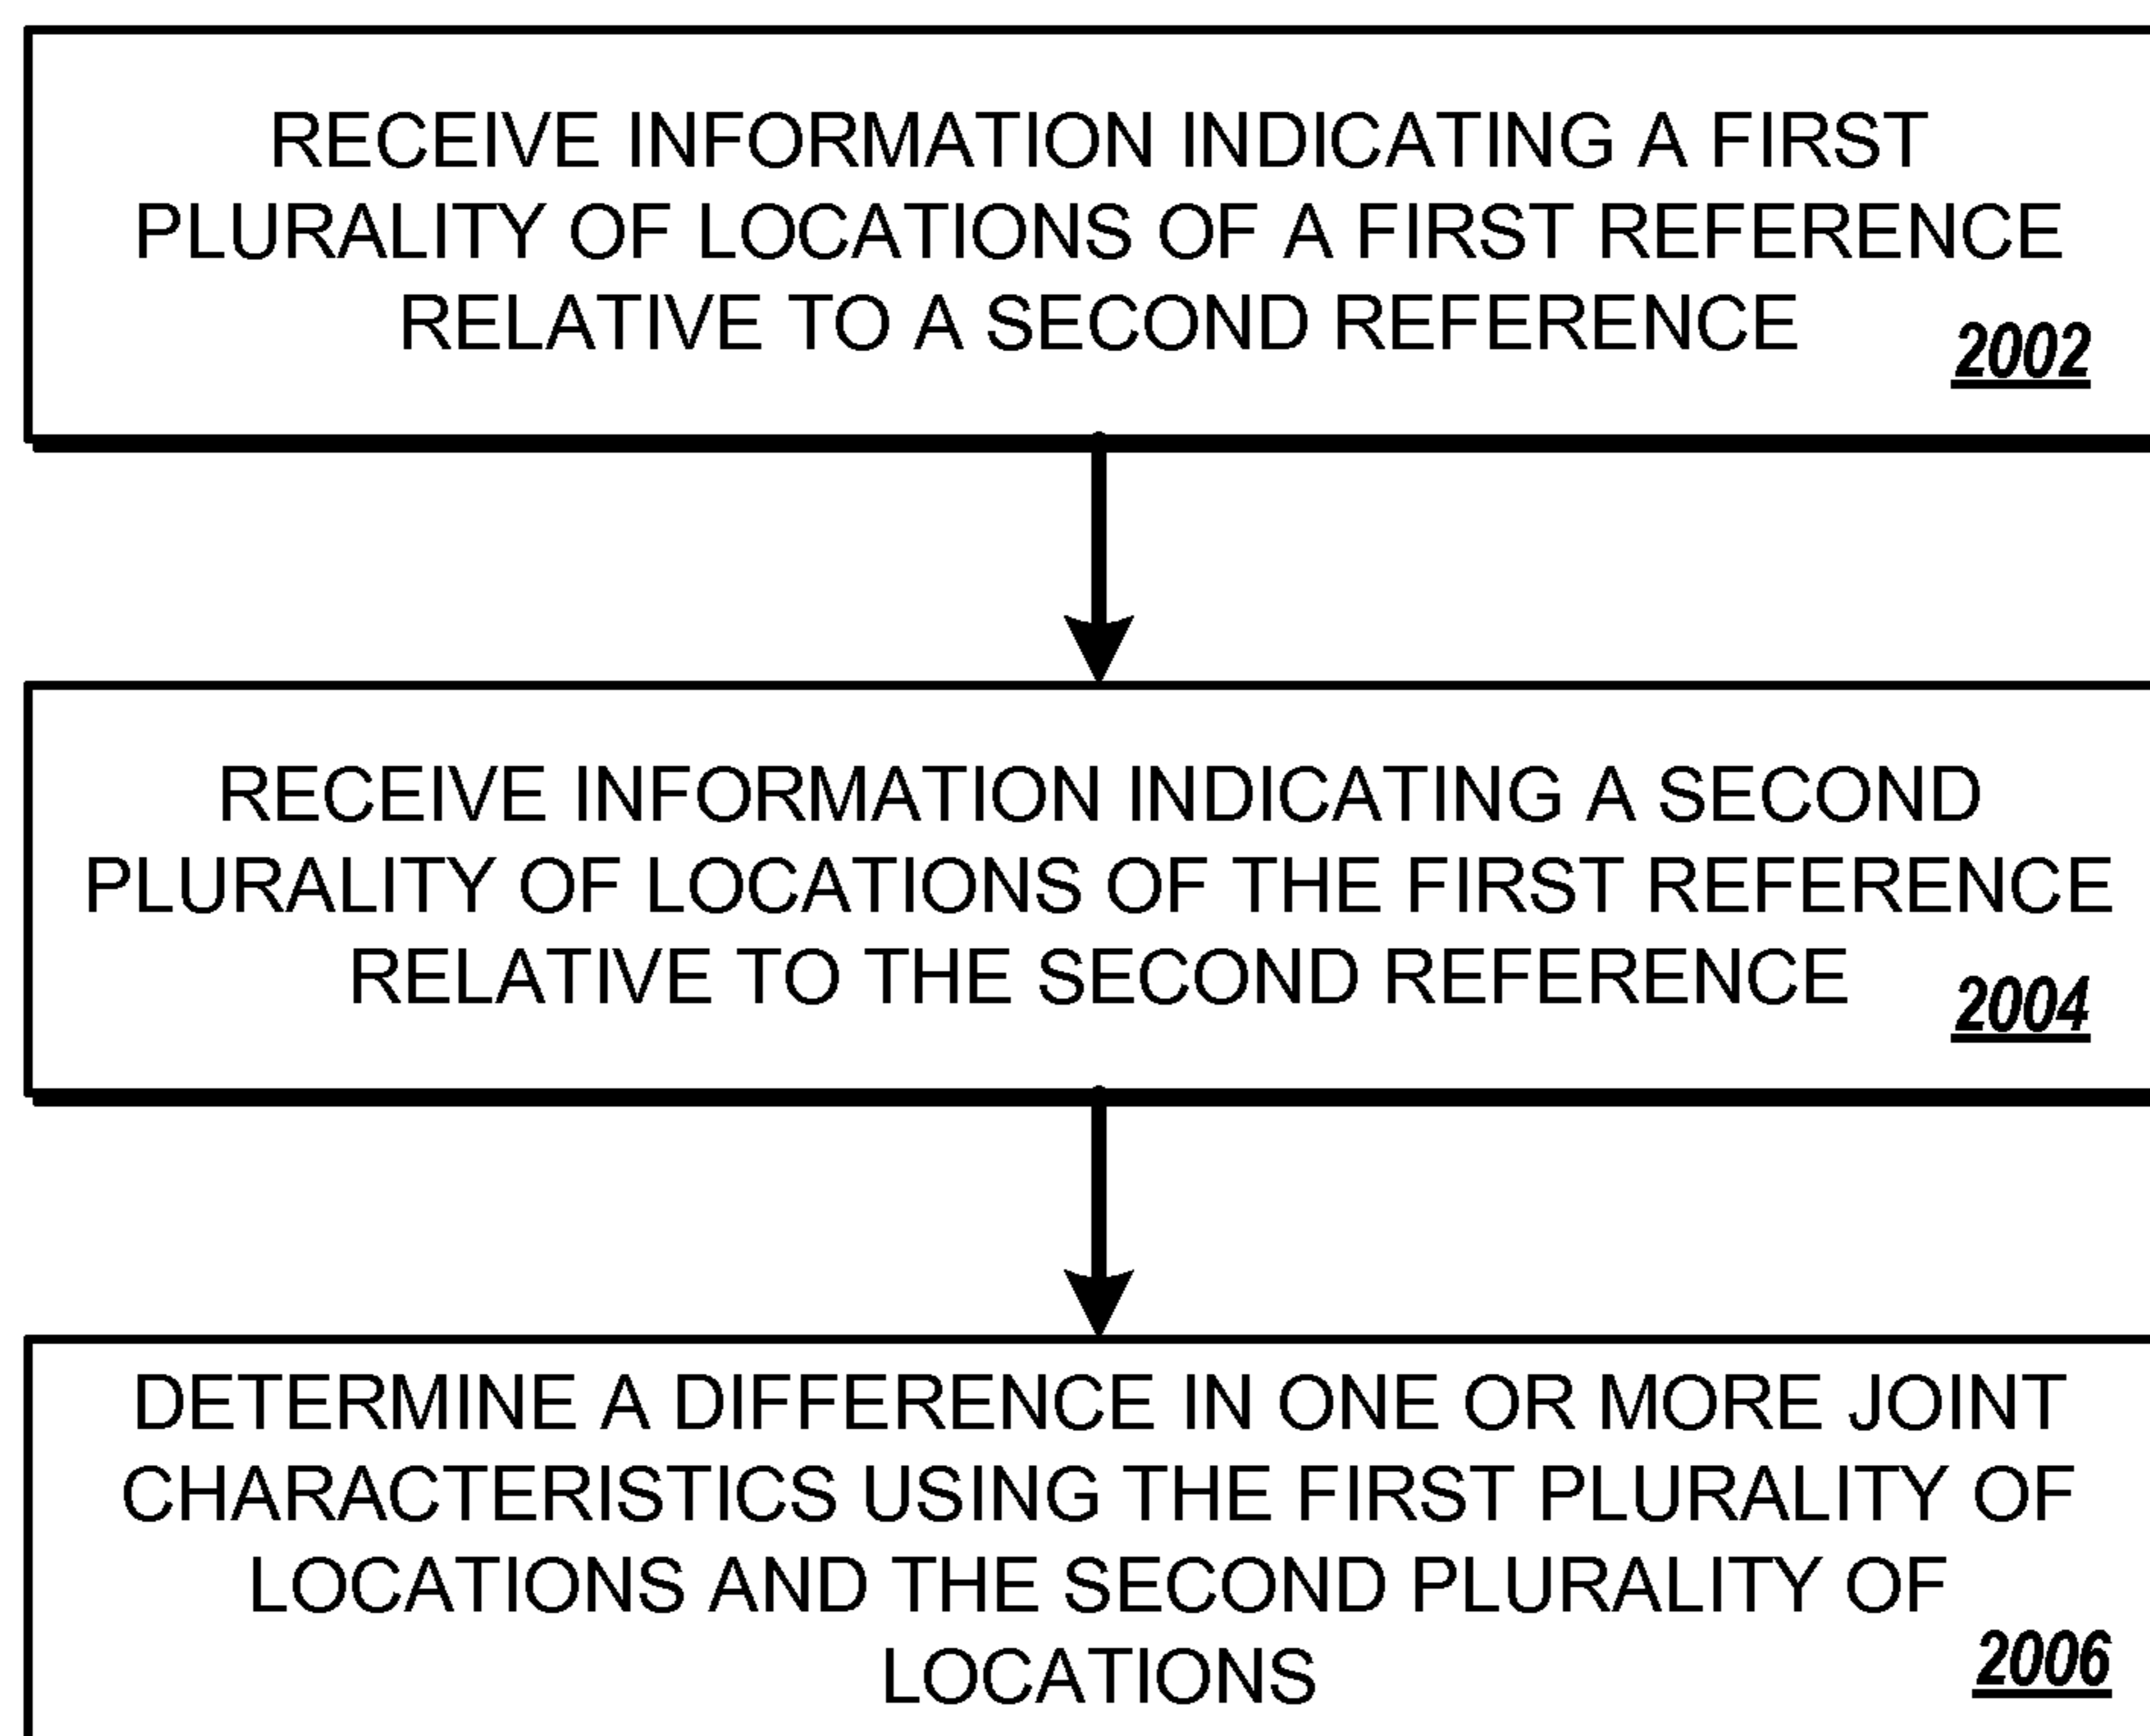 RECEIVE INFORMATION INDICATING A FIRST
PLURALITY OF LOCATIONS OF A FIRST REFERENCE
RELATIVE TO A SECOND REFERENCE
2002
RECEIVE INFORMATION INDICATING A SECOND
PLURALITY OF LOCATIONS OF THE FIRST REFERENCE
RELATIVE TO THE SECOND REFERENCE
2004
DETERMINE A DIFFERENCE IN ONE OR MORE JOINT
CHARACTERISTICS USING THE FIRST PLURALITY OF
LOCATIONS AND THE SECOND PLURALITY OF
LOCATIONS
2006